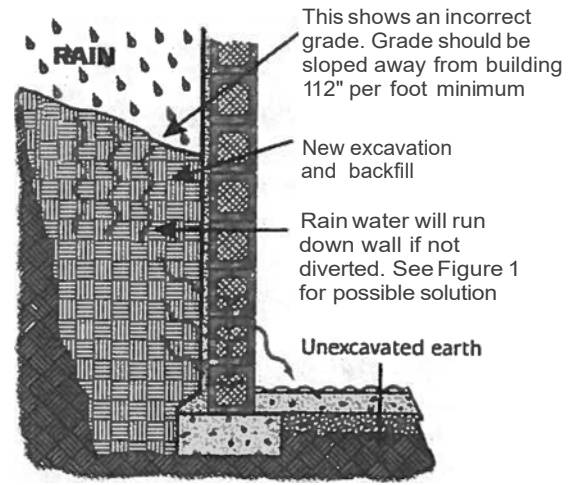 This shows an incorrect
grade. Grade should be
sloped away from building
112" per foot minimum
RAIN
New excavation
and backfill
Rain water will run
down wall if not
diverted. See Figure 1
for possible solution
Unexcavated earth